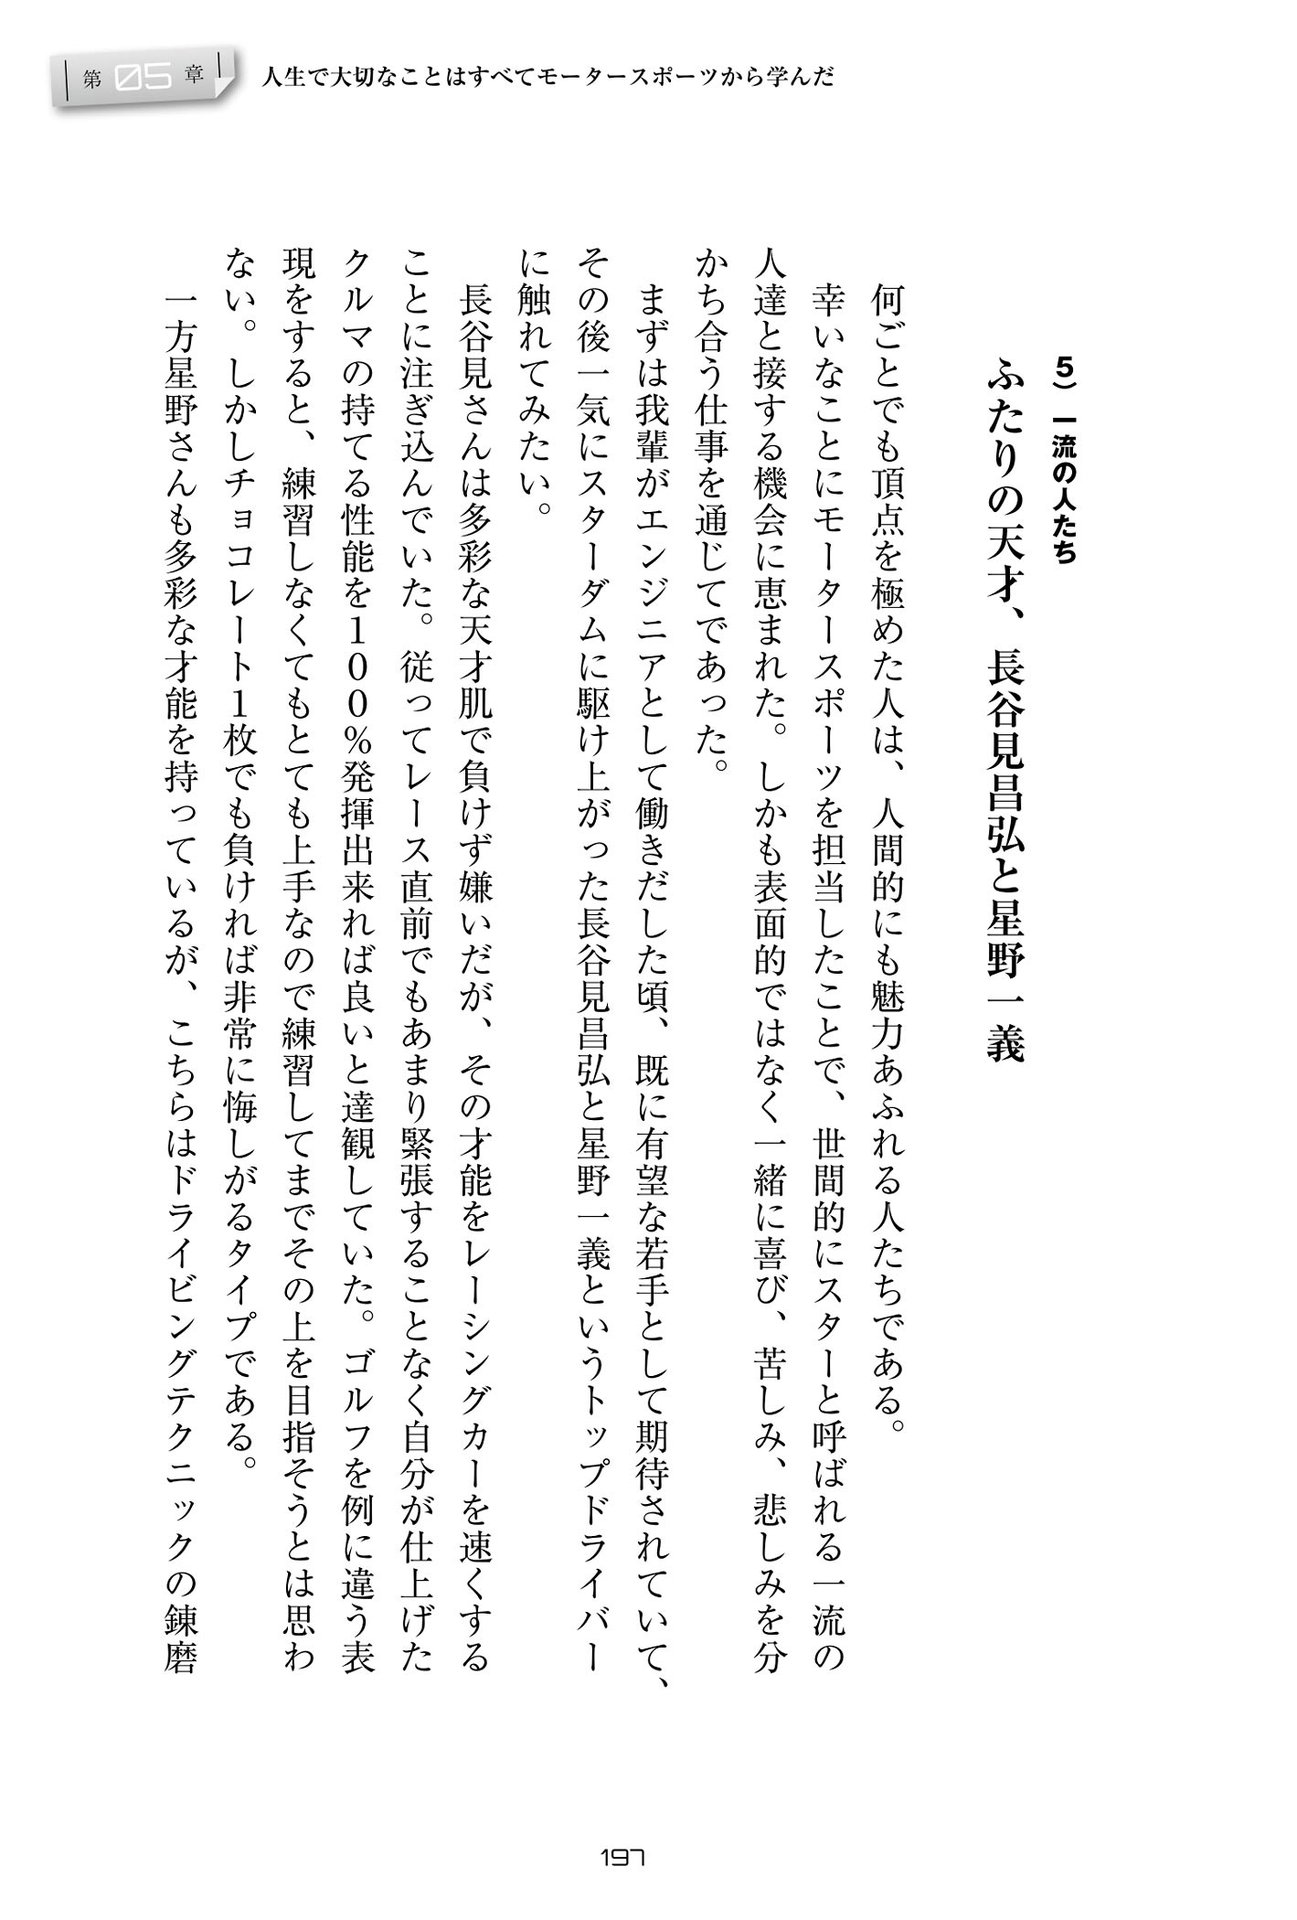 第05章
人生で大切なことはすべてモータースポーツから学んだ
5）一流の人たち
ふたりの天才、長谷見昌弘と星野一義
何ごとでも頂点を極めた人は、人間的にも魅力あふれる人たちである。
幸いなことにモータースポーツを担当したことで、世間的にスターと呼ばれる一流の
人達と接する機会に恵まれた。しかも表面的ではなく一緒に喜び、苦しみ、悲しみを分
かち合う仕事を通じてであった。
まずは我輩がエンジニアとして働きだした頃、既に有望な若手として期待されていて、
その後一気にスターダムに駆け上がった長谷見昌弘と星野一義というトップドライバー
に触れてみたい。
長谷見さんは多彩な天才肌で負けず嫌いだが、その才能をレーシングカーを速くする
ことに注ぎ込んでいた。従ってレース直前でもあまり緊張することなく自分が仕上げた
クルマの持てる性能を100％発揮出来れば良いと達観していた。ゴルフを例に違う表
現をすると、練習しなくてもとても上手なので練習してまでその上を目指そうとは思わ
ない。しかしチョコレート1枚でも負ければ非常に悔しがるタイプである。
一方星野さんも多彩な才能を持っているが、こちらはドライビングテクニックの錬磨
197